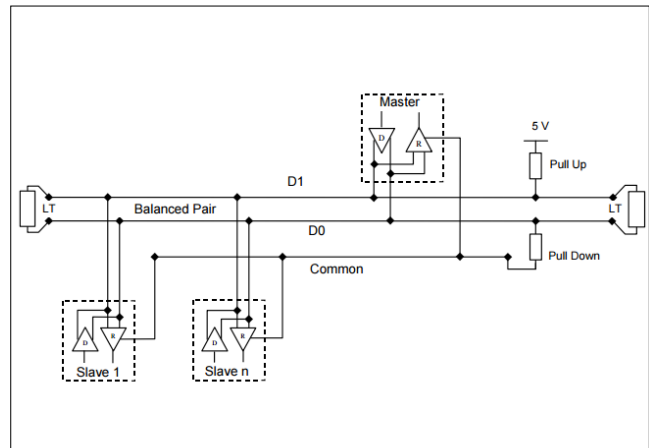 Master
D
R
5 V
Pull Up
D1
LT
Balanced Pair
LT
D0
Pull Down
Common
D
R
D
R
Slave 1
Slave n